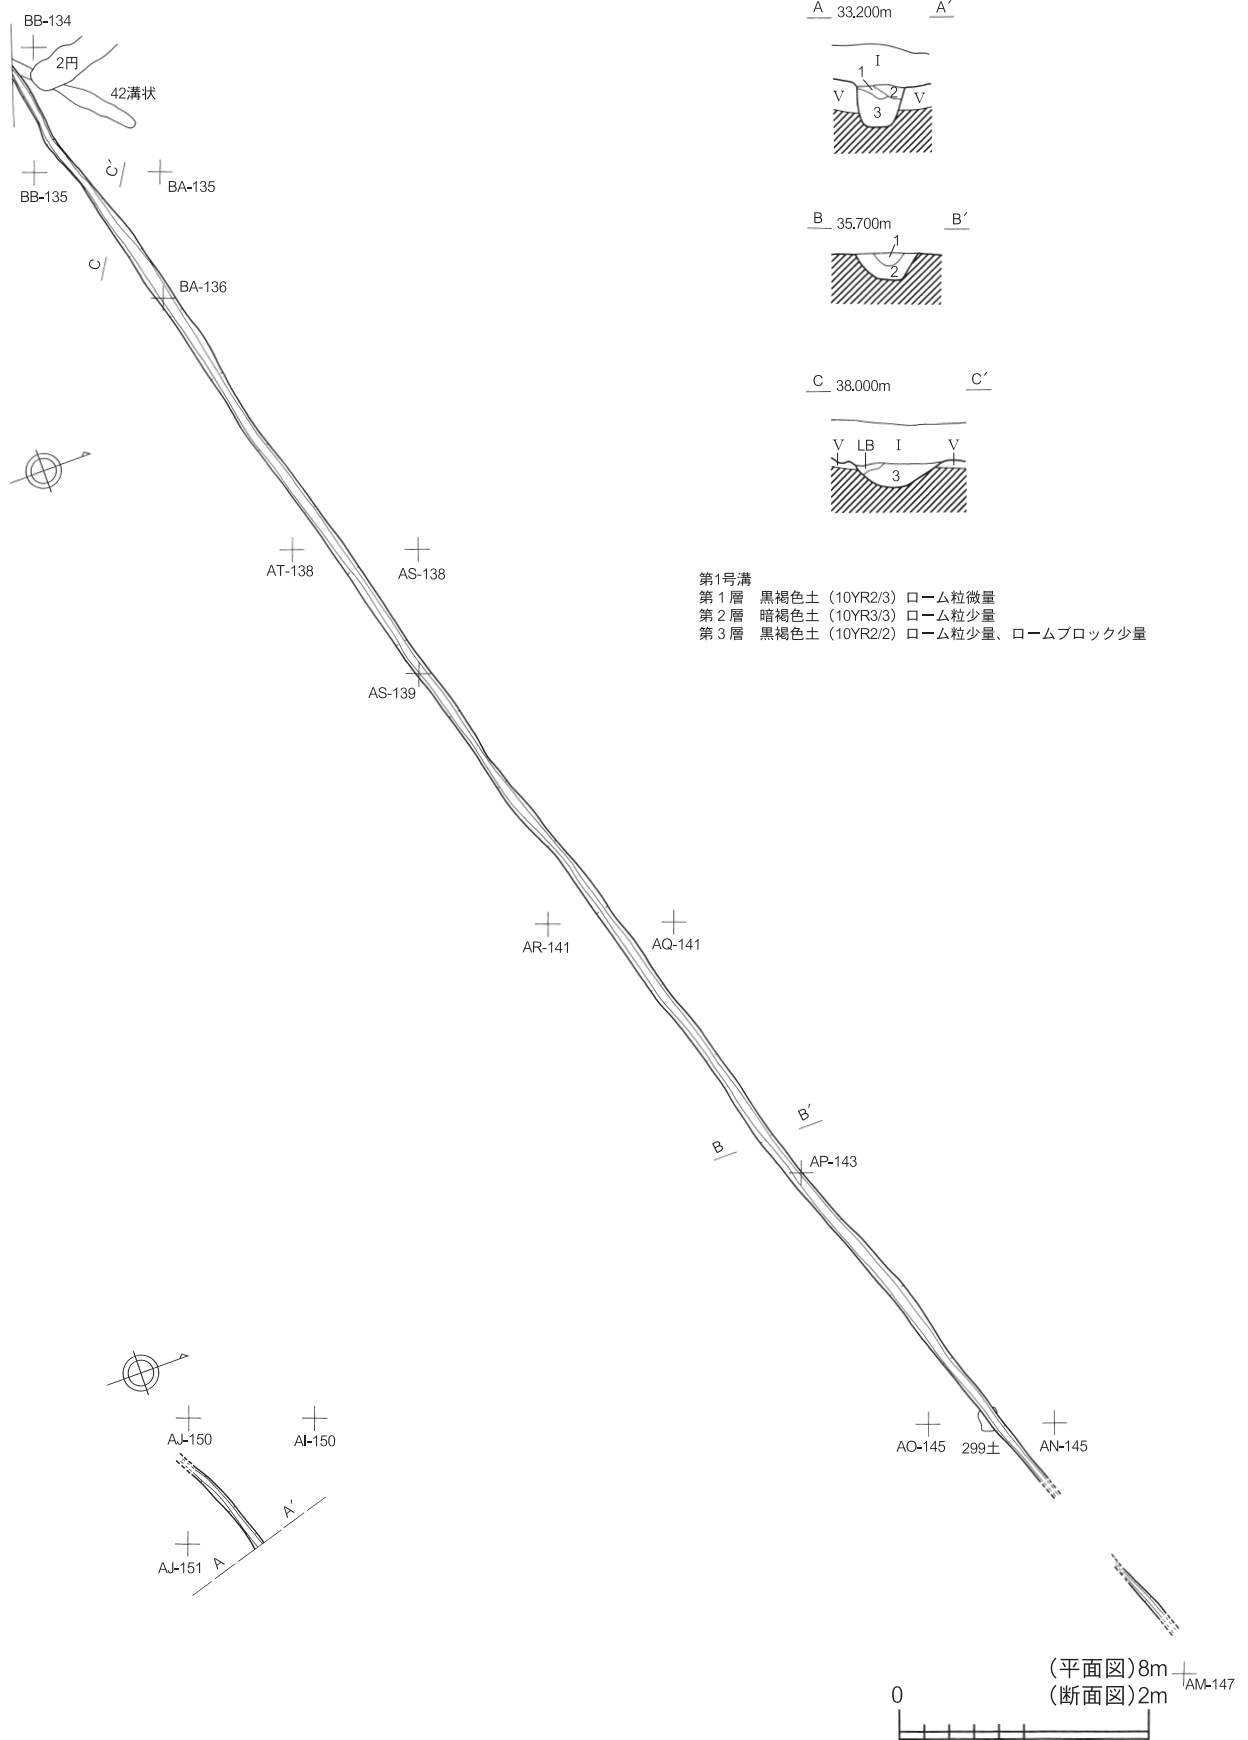 BB-134
2円
42溝状
BB-135
C′
BA-135
C
BA-136
AT-138
AS-138
AS-139
AR-141
AQ-141
B′
B
AP-143
AO-145
299土
AN-145
AJ-150
AI-150
AJ-151
A
A′
AM-147
A 33.200m A′
I
1
V
2
V
3
B 35.700m B′
1
2
C 38.000m C′
V LB I V
3
第1号溝
第1層 黒褐色土(10YR2/3)ローム粒微量
第2層 暗褐色土(10YR3/3)ローム粒少量
第3層 黒褐色土(10YR2/2)ローム粒少量、ロームブロック少量
0
(平面図)8m
(断面図)2m